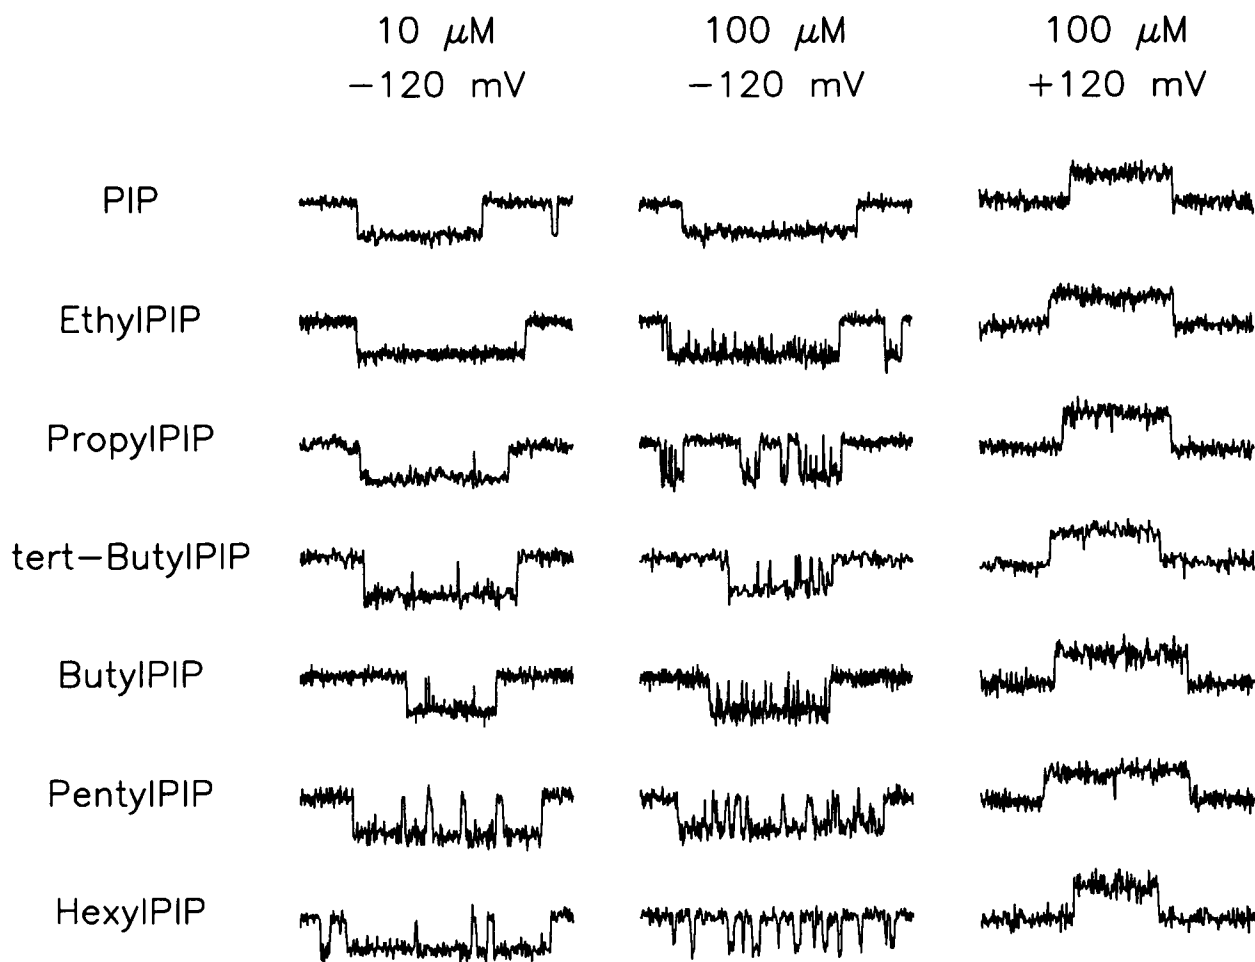 10 μM 100 μM 100 μM
−120 mV −120 mV +120 mV
PIP
EthylPIP
PropylPIP
tert−ButylPIP
ButylPIP
PentylPIP
HexylPIP